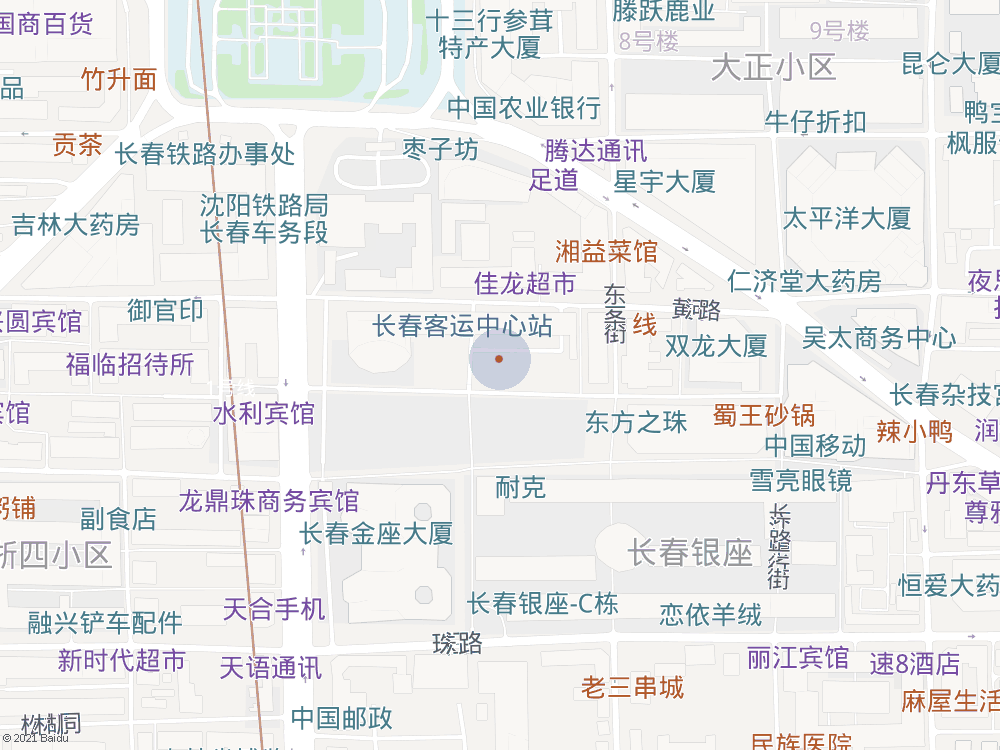 国商百货
十三行参茸
特产大厦
滕跃鹿业
8号楼
9号楼
大正小区
昆仑大厦
竹升面
品
中国农业银行
牛仔折扣
鸭宝
枫服
贡茶
长春铁路办事处
枣子坊
腾达通讯
足道
星宇大厦
沈阳铁路局
长春车务段
吉林大药房
太平洋大厦
湘益菜馆
佳龙超市
仁济堂大药房
御官印
圆宾馆
长春客运中心站
线
双龙大厦
吴太商务中心
福临招待所
1号线
长春杂技宫
宾馆
水利宾馆
东方之珠
蜀王砂锅
辣小鸭
润
中国移动
耐克
雪亮眼镜
丹东草
尊雅
龙鼎珠商务宾馆
粥铺
副食店
长春金座大厦
折四小区
长春银座
恒爱大药
天合手机
长春银座-C栋
恋依羊绒
融兴铲车配件
新时代超市
天语通讯
丽江宾馆
速8酒店
老三串城
麻屋生活
中国邮政
民族医院
© 2021 Baidu